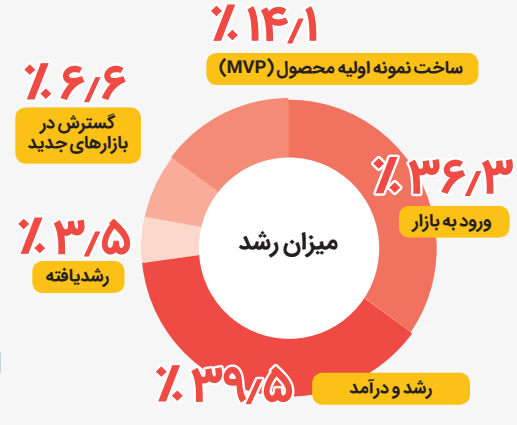 ٪۱۴٫۱
ساخت نمونه اولیه محصول (MVP)
٪۶٫۶
گسترش در
بازارهای جدید
٪۳۶٫۳
ورود به بازار
میزان رشد
٪۳٫۵
رشدیافته
٪۳۹٫۵
رشد و درآمد